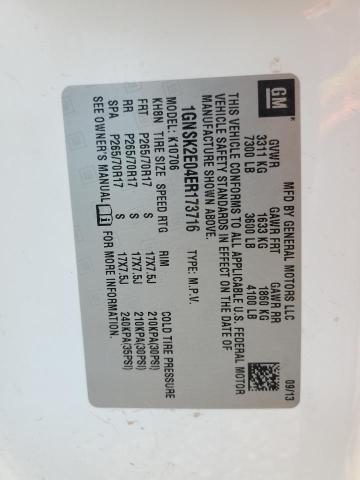 GM
MFD BY GENERAL MOTORS LLC
09/13
GVWR GAWR FRT GAWR RR
3311 KG 1633 KG 1860 KG
7300 LB 3600 LB 4100 LB
THIS VEHICLE CONFORMS TO ALL APPLICABLE U.S. FEDERAL MOTOR
VEHICLE SAFETY STANDARDS IN EFFECT ON THE DATE OF
MANUFACTURE SHOWN ABOVE.
1GNSK2E04ER173716 TYPE: M.P.V.
MODEL: K10706
KH8N TIRE SIZE SPEED RTG RIM COLD TIRE PRESSURE
FRT P265/70R17 S 17X7.5J 210KPA(30PSI)
RR P265/70R17 S 17X7.5J 210KPA(30PSI)
SPA P265/70R17 S 17X7.5J 240KPA(35PSI)
SEE OWNER'S MANUAL i FOR MORE INFORMATION.